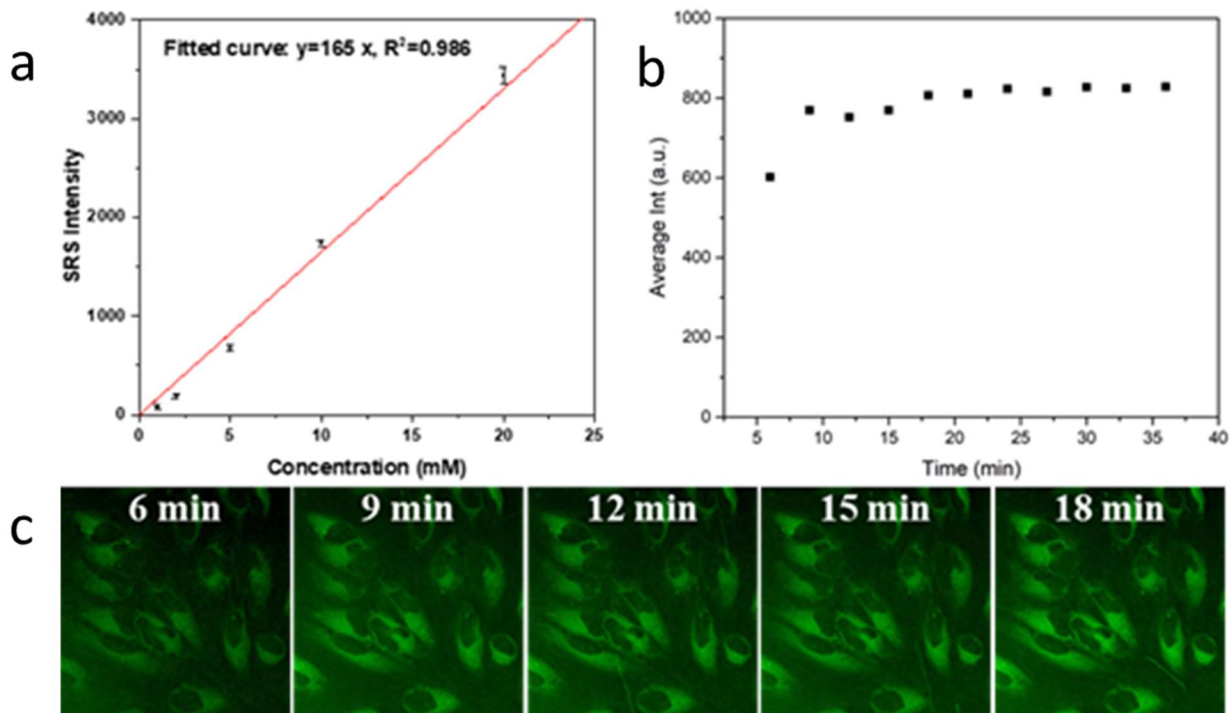 a
Fitted curve: y=165 x, R²=0.986
4000
3000
2000
1000
0
0 5 10 15 20 25
SRS Intensity
Concentration (mM)
b
1000
800
600
400
200
0
5 10 15 20 25 30 35 40
Average Int (a.u.)
Time (min)
c
6 min 9 min 12 min 15 min 18 min